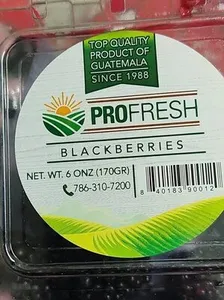 TOP QUALITY
PRODUCT OF
GUATEMALA
SINCE 1988
PROFRESH
BLACKBERRIES
NET. WT. 6 ONZ (170GR)
786-310-7200
8 40183 90012